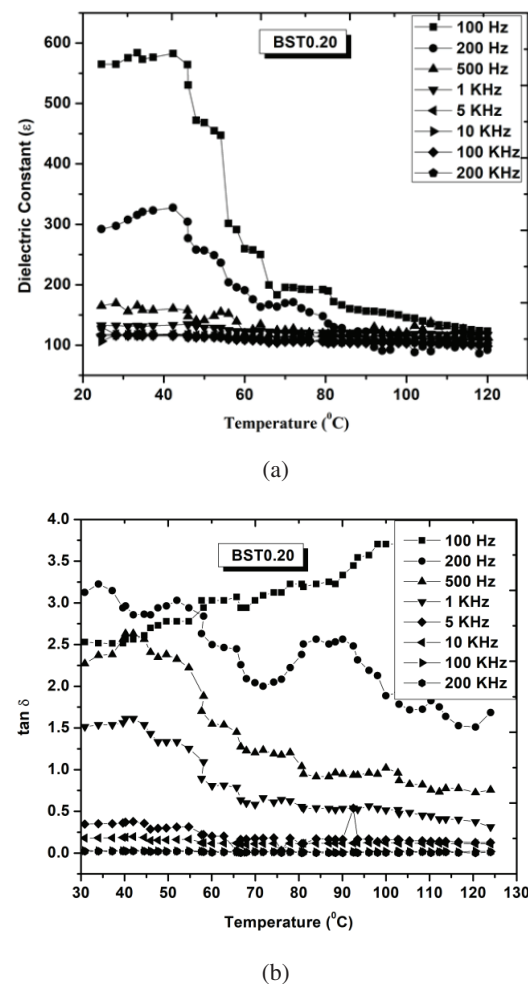 BST0.20
100 Hz
200 Hz
500 Hz
1 KHz
5 KHz
10 KHz
100 KHz
200 KHz
600
500
400
300
200
100
Dielectric Constant (ε)
20
40
60
80
100
120
Temperature (⁰C)
(a)
BST0.20
100 Hz
200 Hz
500 Hz
1 KHz
5 KHz
10 KHz
100 KHz
200 KHz
4.0
3.5
3.0
2.5
2.0
1.5
1.0
0.5
0.0
tan δ
30 40 50 60 70 80 90 100 110 120 130
Temperature (⁰C)
(b)